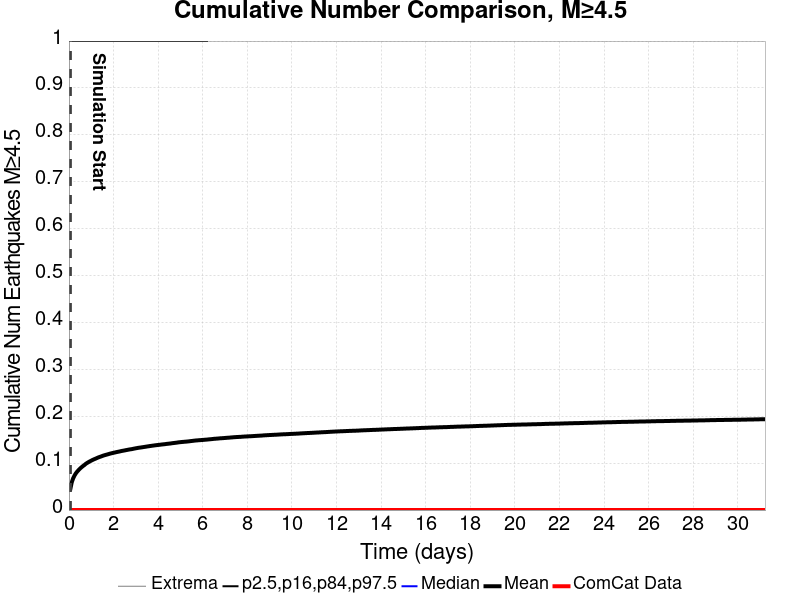 Cumulative Number Comparison, M≥4.5
Cumulative Num Earthquakes M≥4.5
1
0.9
0.8
0.7
0.6
0.5
0.4
0.3
0.2
0.1
0
Simulation Start
0 2 4 6 8 10 12 14 16 18 20 22 24 26 28 30
Time (days)
Extrema p2.5,p16,p84,p97.5 Median Mean ComCat Data